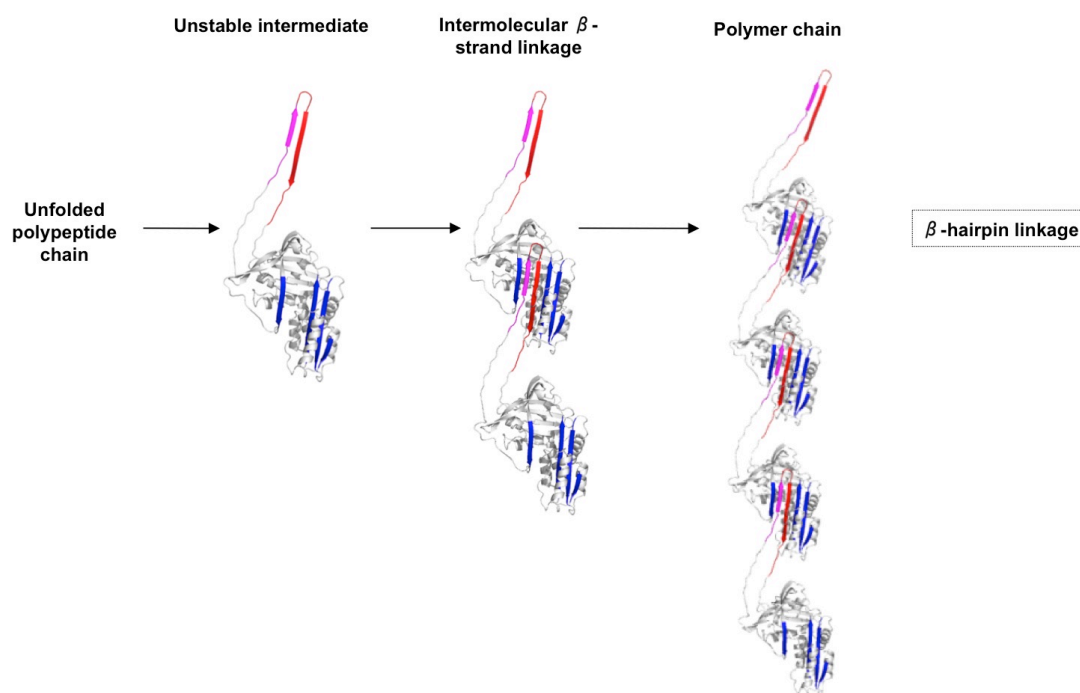 Unstable intermediate
Intermolecular β-
strand linkage
Polymer chain
Unfolded
polypeptide
chain
β-hairpin linkage